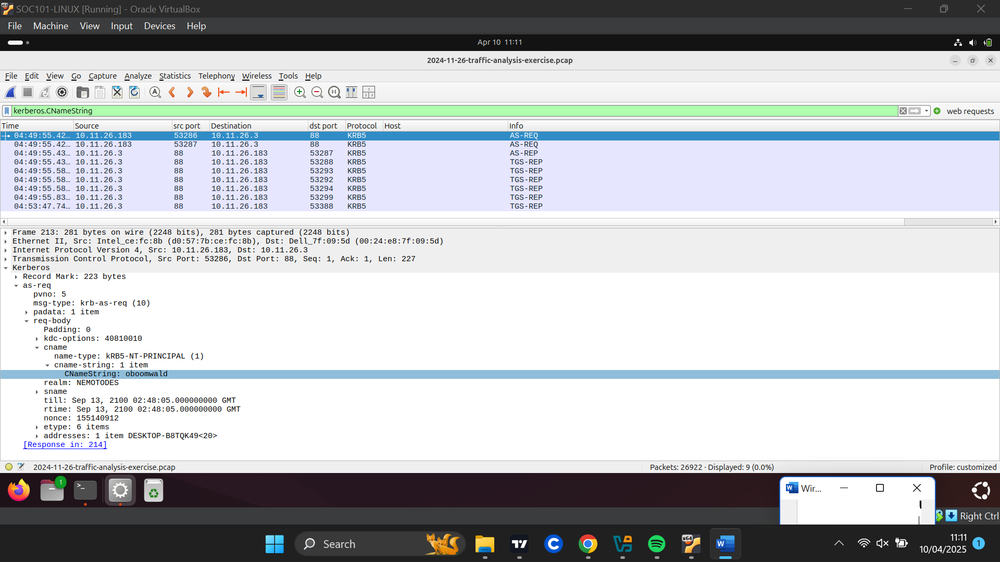 SOC101-LINUX [Running] - Oracle VirtualBox
File Machine View Input Devices Help
Apr 10 11:11
2024-11-26-traffic-analysis-exercise.pcap
File Edit View Go Capture Analyze Statistics Telephony Wireless Tools Help
kerberos.CNameString web requests
Time Source src port Destination dst port Protocol Host Info
04:49:55.42… 10.11.26.183 53286 10.11.26.3 88 KRB5 AS-REQ
04:49:55.42… 10.11.26.183 53287 10.11.26.3 88 KRB5 AS-REQ
04:49:55.43… 10.11.26.3 88 10.11.26.183 53287 KRB5 AS-REP
04:49:55.43… 10.11.26.3 88 10.11.26.183 53288 KRB5 TGS-REP
04:49:55.58… 10.11.26.3 88 10.11.26.183 53293 KRB5 TGS-REP
04:49:55.58… 10.11.26.3 88 10.11.26.183 53292 KRB5 TGS-REP
04:49:55.58… 10.11.26.3 88 10.11.26.183 53294 KRB5 TGS-REP
04:49:55.83… 10.11.26.3 88 10.11.26.183 53299 KRB5 TGS-REP
04:53:47.74… 10.11.26.3 88 10.11.26.183 53388 KRB5 TGS-REP
Frame 213: 281 bytes on wire (2248 bits), 281 bytes captured (2248 bits)
Ethernet II, Src: Intel_ce:fc:8b (d0:57:7b:ce:fc:8b), Dst: Dell_7f:09:5d (00:24:e8:7f:09:5d)
Internet Protocol Version 4, Src: 10.11.26.183, Dst: 10.11.26.3
Transmission Control Protocol, Src Port: 53286, Dst Port: 88, Seq: 1, Ack: 1, Len: 227
Kerberos
Record Mark: 223 bytes
as-req
pvno: 5
msg-type: krb-as-req (10)
padata: 1 item
req-body
Padding: 0
kdc-options: 40810010
cname
name-type: kRB5-NT-PRINCIPAL (1)
cname-string: 1 item
CNameString: oboomwald
realm: NEMOTODES
sname
till: Sep 13, 2100 02:48:05.000000000 GMT
rtime: Sep 13, 2100 02:48:05.000000000 GMT
nonce: 155140912
etype: 6 items
addresses: 1 item DESKTOP-B8TQK49<20>
[Response in: 214]
2024-11-26-traffic-analysis-exercise.pcap Packets: 26922 · Displayed: 9 (0.0%) Profile: customized
1
Wir...
Right Ctrl
Search
11:11
10/04/2025
1